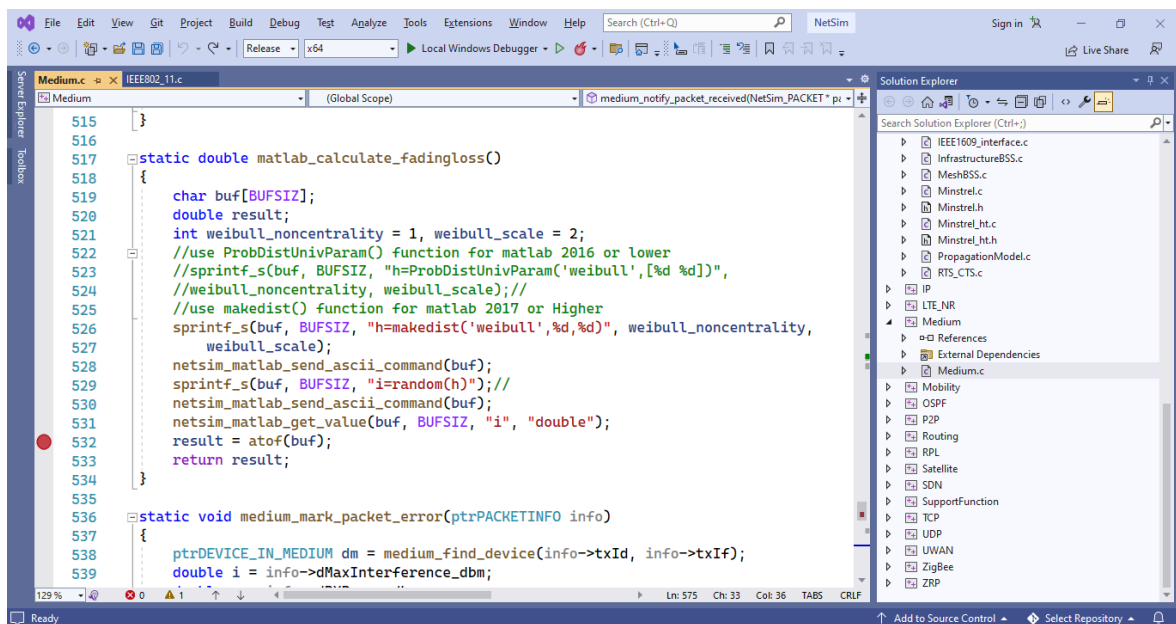 File Edit View Git Project Build Debug Test Analyze Tools Extensions Window Help Search (Ctrl+Q) NetSim Sign in
Release x64 Local Windows Debugger Live Share
Server Explorer
Toolbox
Medium.c IEEE802_11.c
Medium (Global Scope) medium_notify_packet_received(NetSim_PACKET* pa
515 }
516
517 static double matlab_calculate_fadingloss()
518 {
519 char buf[BUFSIZ];
520 double result;
521 int weibull_noncentrality = 1, weibull_scale = 2;
522 //use ProbDistUnivParam() function for matlab 2016 or lower
523 //sprintf_s(buf, BUFSIZ, "h=ProbDistUnivParam('weibull',[%d %d])",
524 //weibull_noncentrality, weibull_scale);//
525 //use makedist() function for matlab 2017 or Higher
526 sprintf_s(buf, BUFSIZ, "h=makedist('weibull',%d,%d)", weibull_noncentrality,
527 weibull_scale);
528 netsim_matlab_send_ascii_command(buf);
529 sprintf_s(buf, BUFSIZ, "i=random(h)");//
530 netsim_matlab_send_ascii_command(buf);
531 netsim_matlab_get_value(buf, BUFSIZ, "i", "double");
532 result = atof(buf);
533 return result;
534 }
535
536 static void medium_mark_packet_error(ptrPACKETINFO info)
537 {
538 ptrDEVICE_IN_MEDIUM dm = medium_find_device(info->txId, info->txIf);
539 double i = info->dMaxInterference_dbm;
129 % 0 1 Ln: 575 Ch: 33 Col: 36 TABS CRLF
Solution Explorer
Search Solution Explorer (Ctrl+;)
IEEE1609_interface.c
InfrastructureBSS.c
MeshBSS.c
Minstrel.c
Minstrel.h
Minstrel_ht.c
Minstrel_ht.h
PropagationModel.c
RTS_CTS.c
IP
LTE_NR
Medium
References
External Dependencies
Medium.c
Mobility
OSPF
P2P
Routing
RPL
Satellite
SDN
SupportFunction
TCP
UDP
UWAN
ZigBee
ZRP
Ready Add to Source Control Select Repository